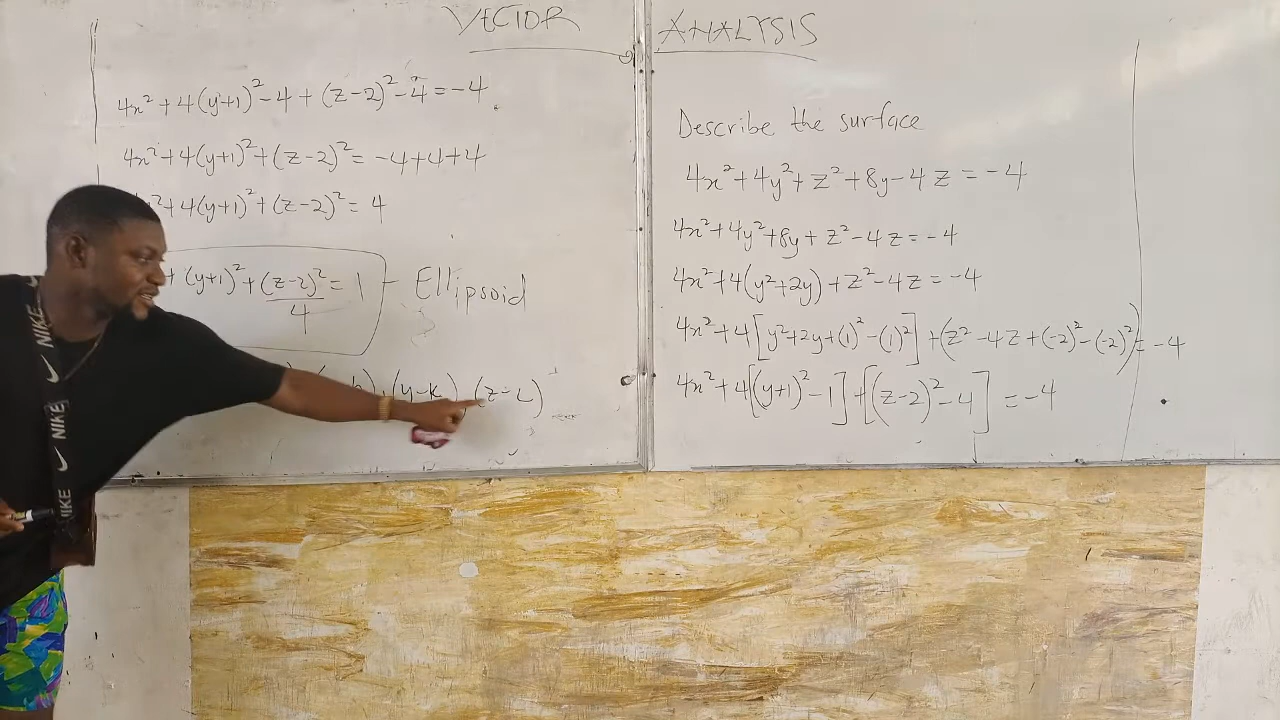 VECTOR ANALYSIS
4x² + 4(y+1)² - 4 + (z-2)² - 4 = -4
4x² + 4(y+1)² + (z-2)² = -4+4+4
x² + 4(y+1)² + (z-2)² = 4
+ (y+1)² + (z-2)²/4 = 1 - Ellipsoid
(y-k) (z-L)
Describe the surface
4x² + 4y² + z² + 8y - 4z = -4
4x² + 4y² + 8y + z² - 4z = -4
4x² + 4(y² + 2y) + z² - 4z = -4
4x² + 4[y² + 2y + (1)² - (1)²] + (z² - 4z + (-2)² - (-2)²) = -4
4x² + 4[(y+1)² - 1] + [(z-2)² - 4] = -4
NIKE
NIKE
NIKE